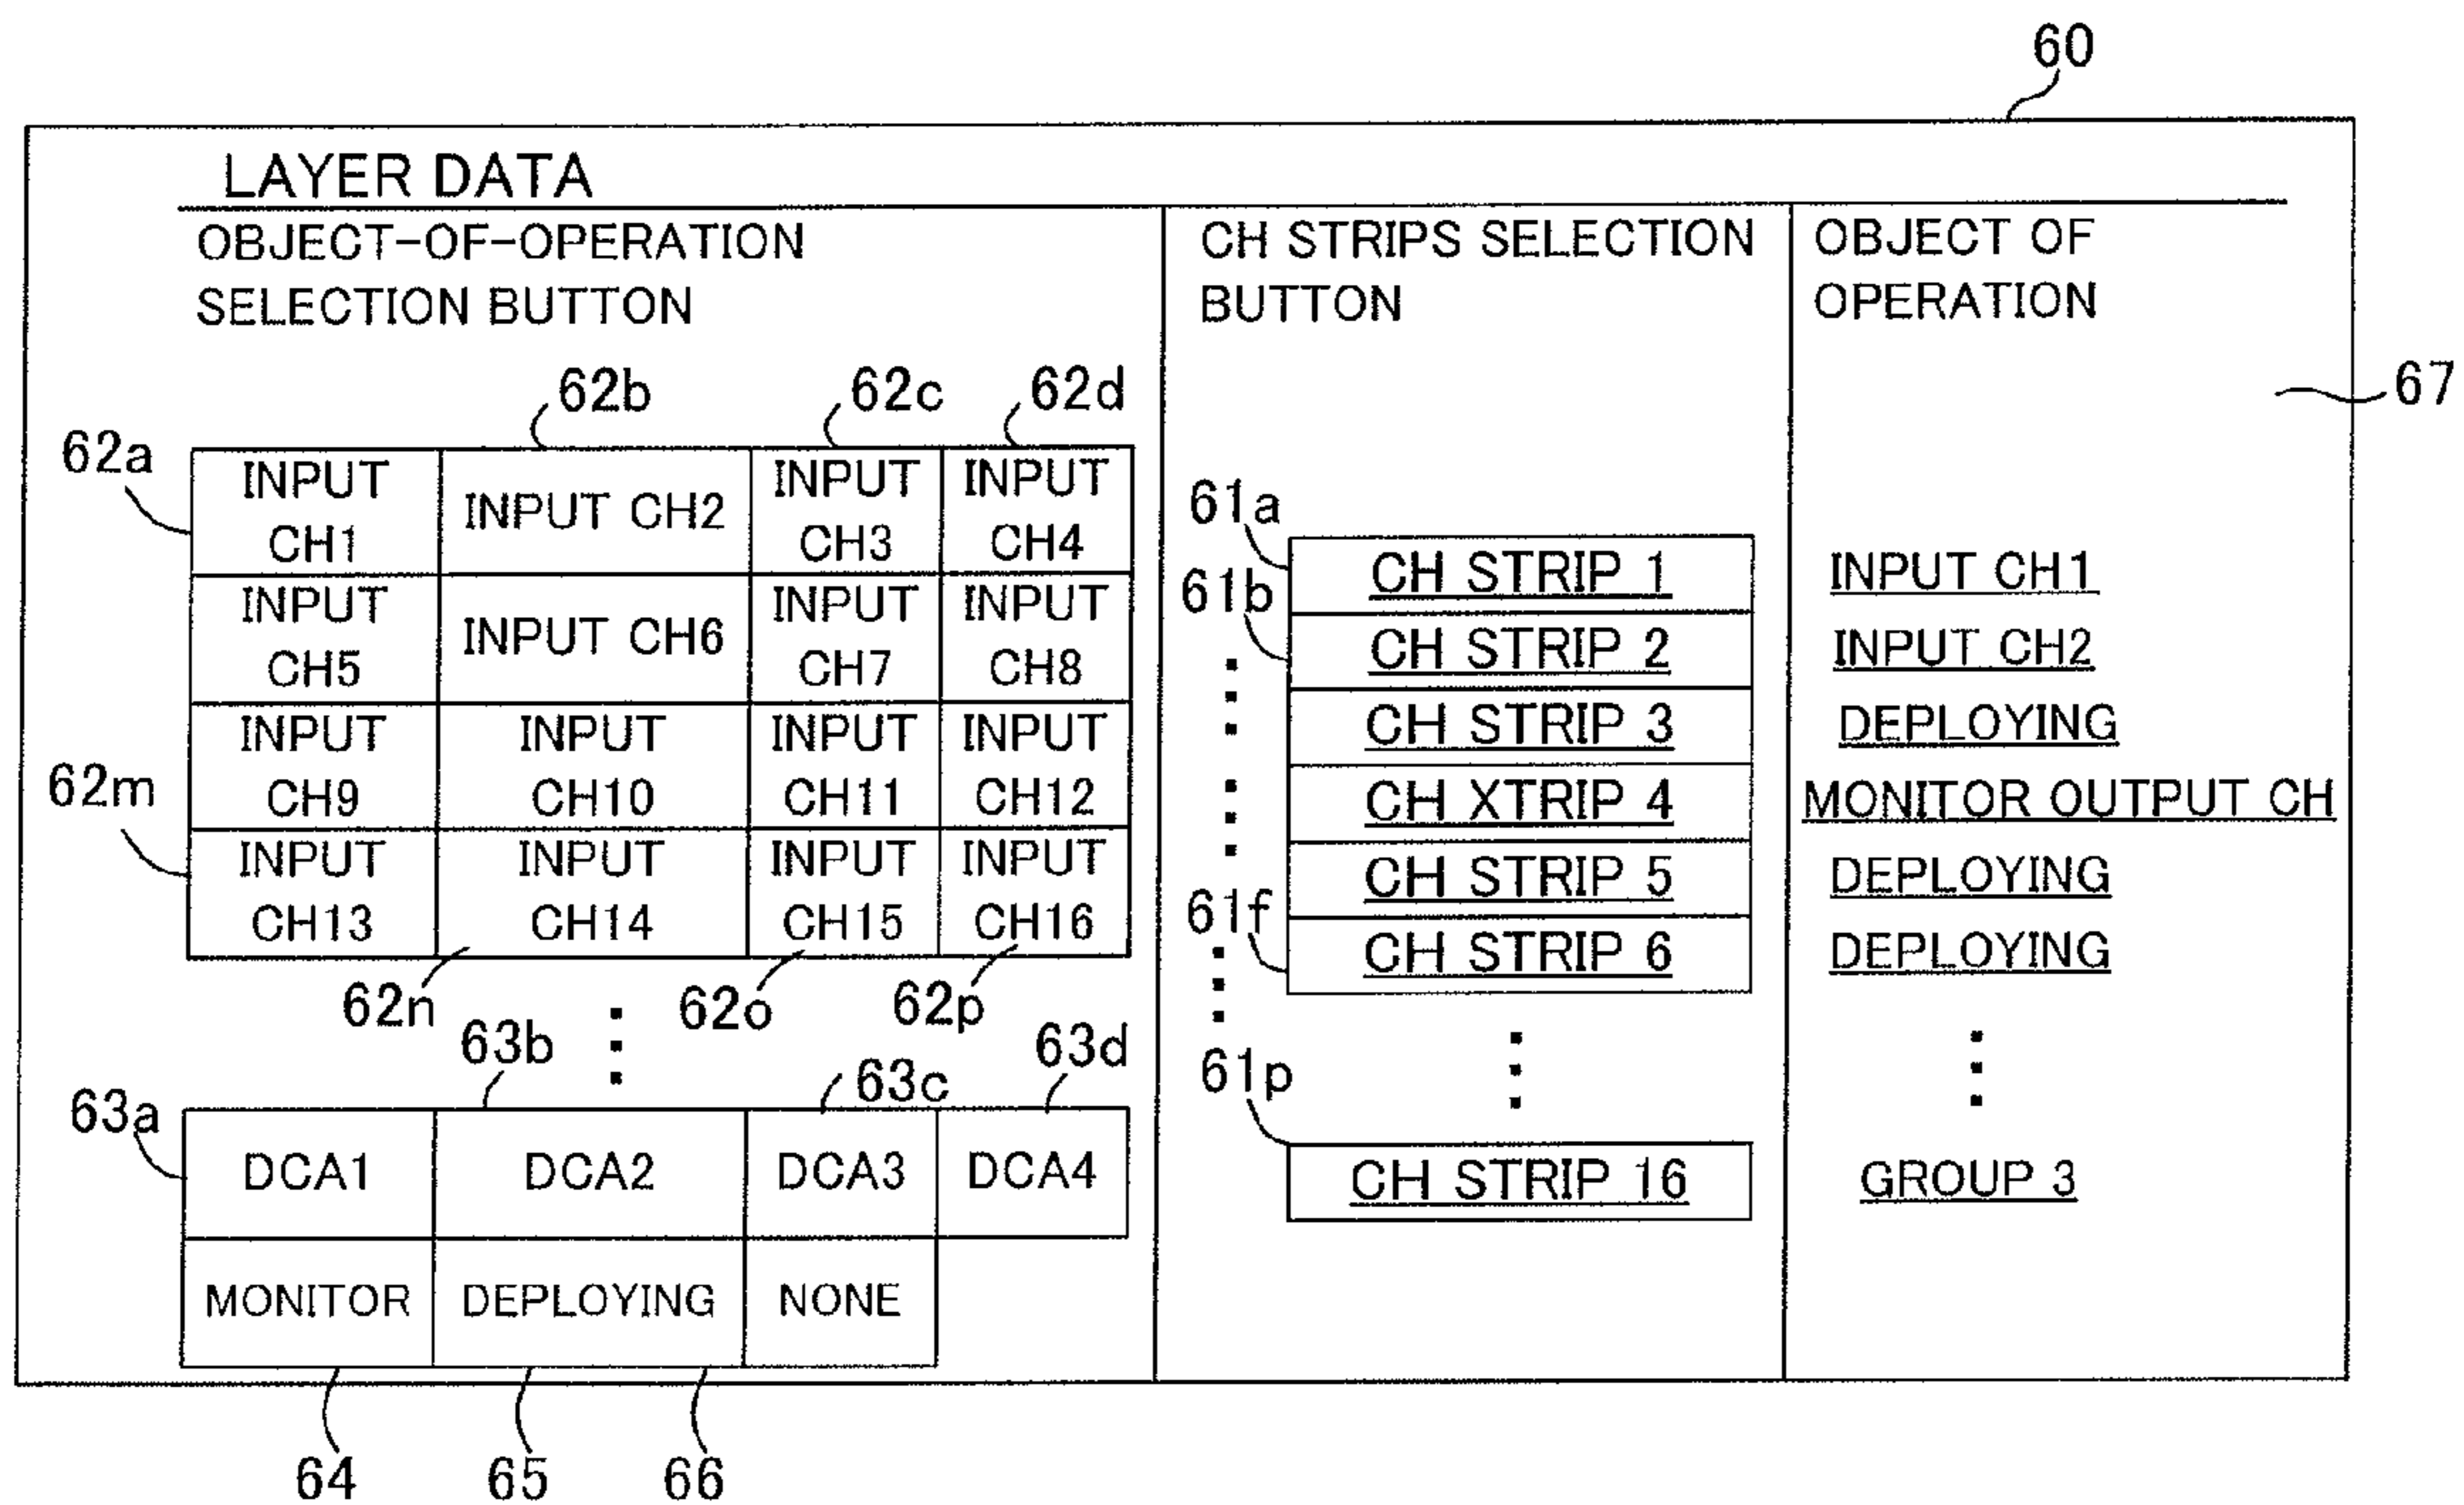 60
LAYER DATA
OBJECT-OF-OPERATION
SELECTION BUTTON
CH STRIPS SELECTION
BUTTON
OBJECT OF
OPERATION
67
62a
62b
62c
62d
INPUT
CH1
INPUT CH2
INPUT
CH3
INPUT
CH4
INPUT
CH5
INPUT CH6
INPUT
CH7
INPUT
CH8
INPUT
CH9
INPUT
CH10
INPUT
CH11
INPUT
CH12
62m
INPUT
CH13
INPUT
CH14
INPUT
CH15
INPUT
CH16
62n
62o
62p
63a
63b
63c
63d
DCA1
DCA2
DCA3
DCA4
MONITOR
DEPLOYING
NONE
64
65
66
61a
CH STRIP 1
61b
CH STRIP 2
CH STRIP 3
CH XTRIP 4
CH STRIP 5
61f
CH STRIP 6
61p
CH STRIP 16
INPUT CH1
INPUT CH2
DEPLOYING
MONITOR OUTPUT CH
DEPLOYING
DEPLOYING
GROUP 3